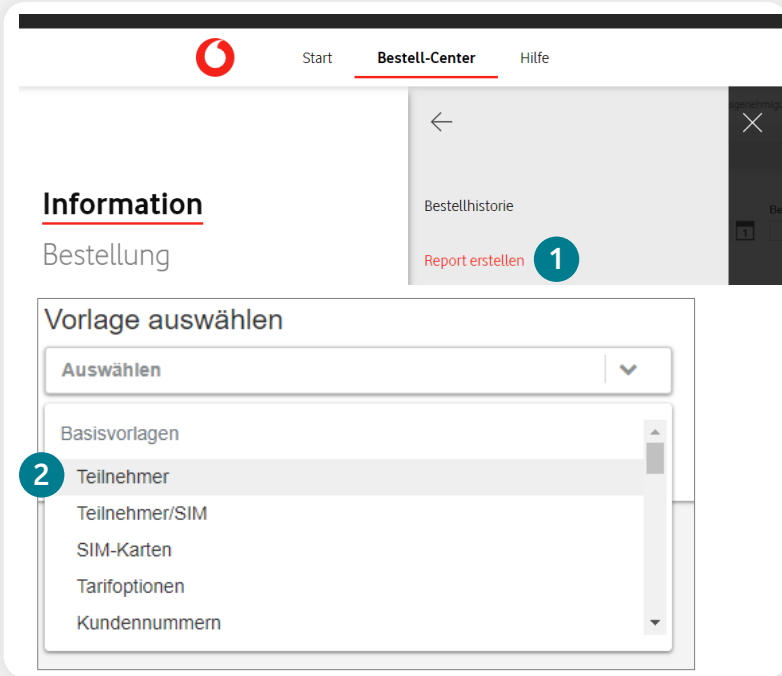 Start Bestell-Center Hilfe
Information
Bestellung
Bestellhistorie
Report erstellen 1
Vorlage auswählen
Auswählen
Basisvorlagen
2 Teilnehmer
Teilnehmer/SIM
SIM-Karten
Tarifoptionen
Kundennummern